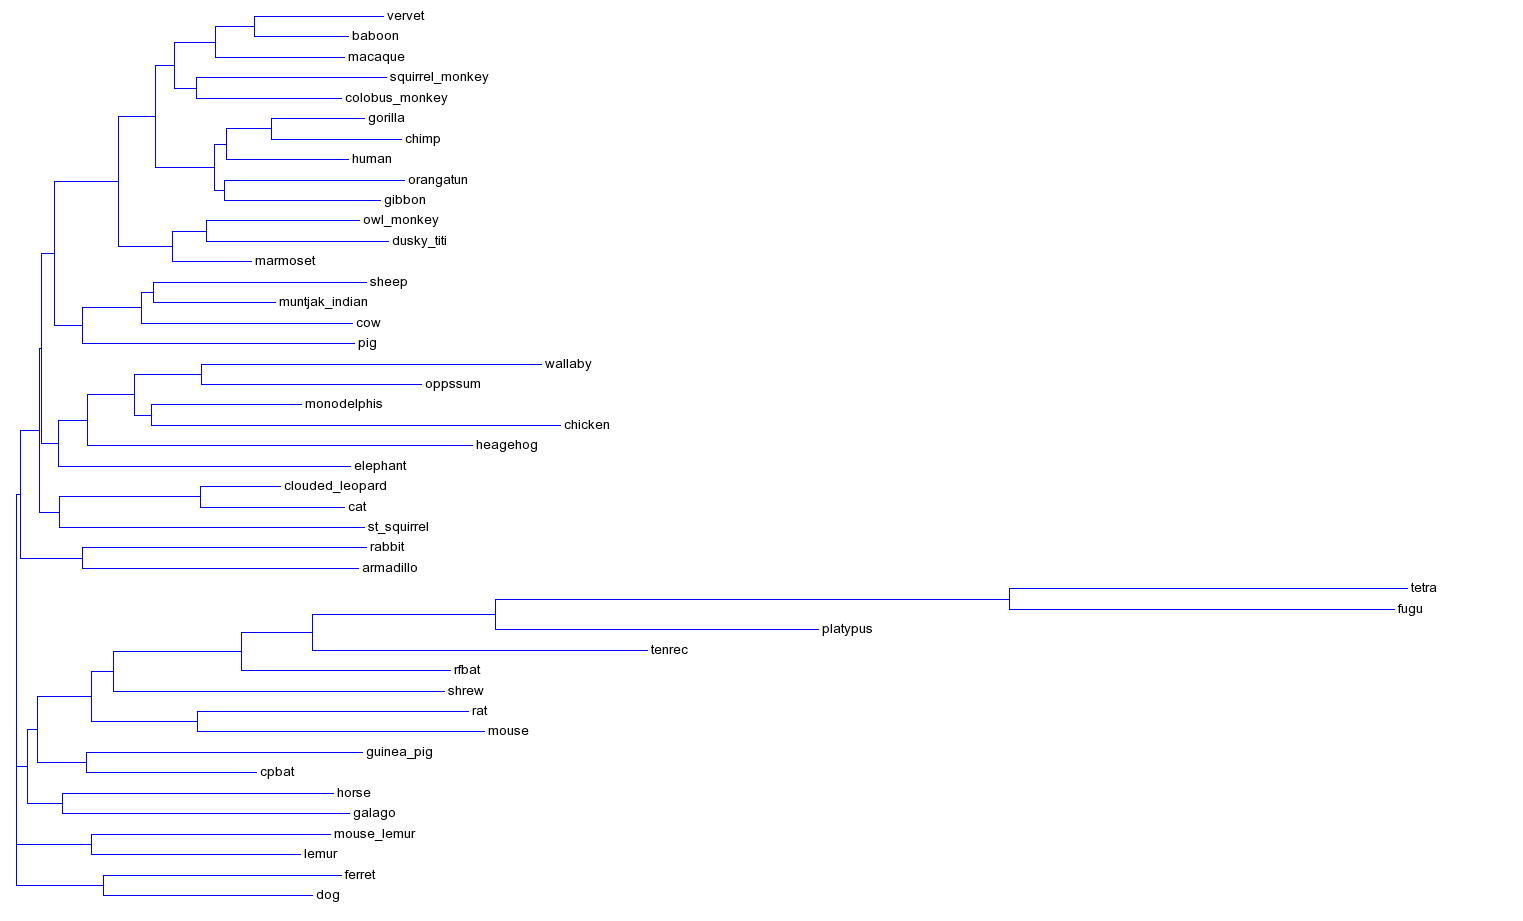 vervet
baboon
macaque
squirrel_monkey
colobus_monkey
gorilla
chimp
human
orangatun
gibbon
owl_monkey
dusky_titi
marmoset
sheep
muntjak_indian
cow
pig
wallaby
oppssum
monodelphis
chicken
heagehog
elephant
clouded_leopard
cat
st_squirrel
rabbit
armadillo
tetra
fugu
platypus
tenrec
rfbat
shrew
rat
mouse
guinea_pig
cpbat
horse
galago
mouse_lemur
lemur
ferret
dog